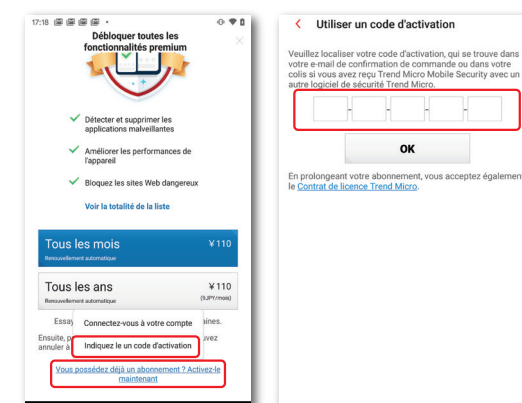 17:18
Débloquer toutes les
fonctionnalités premium
Détecter et supprimer les
applications malveillantes
Améliorer les performances de
l'appareil
Bloquez les sites Web dangereux
Voir la totalité de la liste
Tous les mois ¥110
Renouvellement automatique
Tous les ans ¥110
Renouvellement automatique (9JPY/mois)
Essay aines.
Connectez-vous à votre compte
Ensuite, p uvez
annuler à
Indiquez le un code d'activation
Vous possédez déjà un abonnement ? Activez-le
maintenant
Utiliser un code d'activation
Veuillez localiser votre code d'activation, qui se trouve dans
votre e-mail de confirmation de commande ou dans votre
colis si vous avez reçu Trend Micro Mobile Security avec un
autre logiciel de sécurité Trend Micro.
- - - -
OK
En prolongeant votre abonnement, vous acceptez égalemen
le Contrat de licence Trend Micro.